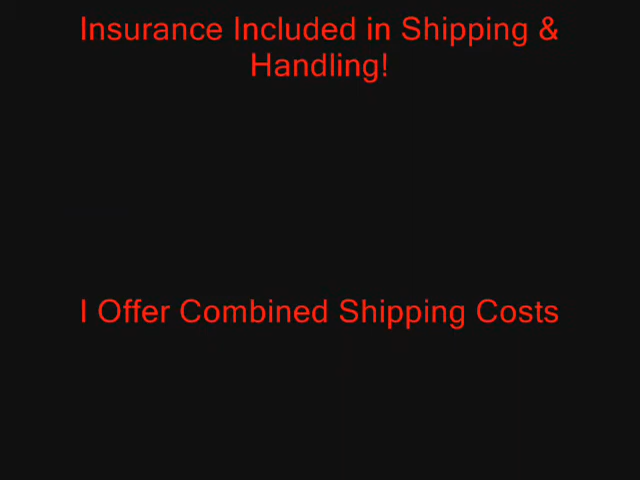 Insurance Included in Shipping &
Handling!
I Offer Combined Shipping Costs